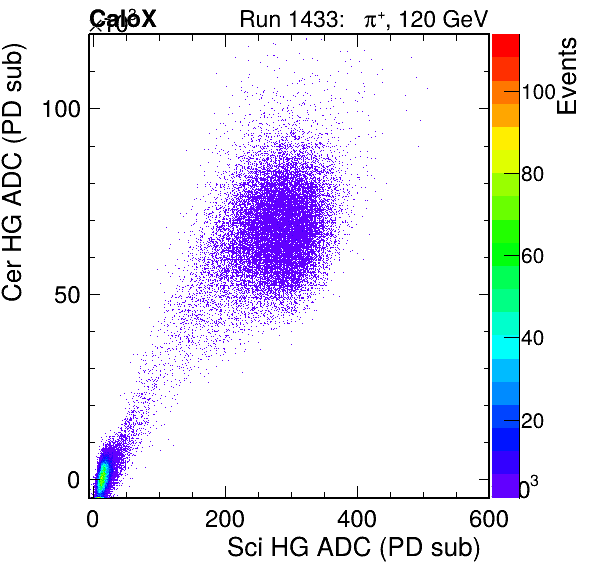 CaloX ×10³ Run 1433: π⁺, 120 GeV
Cer HG ADC (PD sub)
Events
100
50
0
100
80
60
40
20
0
0 200 400 600
Sci HG ADC (PD sub)